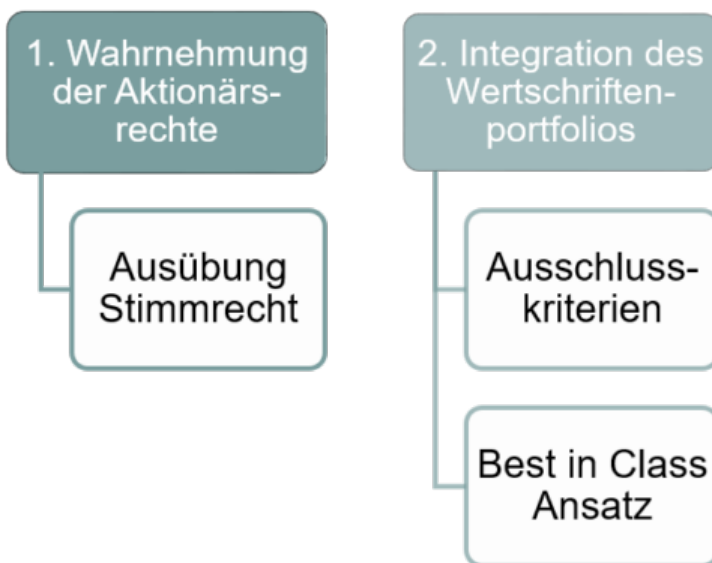 1. Wahrnehmung
der Aktionärs-
rechte
Ausübung
Stimmrecht
2. Integration des
Wertschriften-
portfolios
Ausschluss-
kriterien
Best in Class
Ansatz